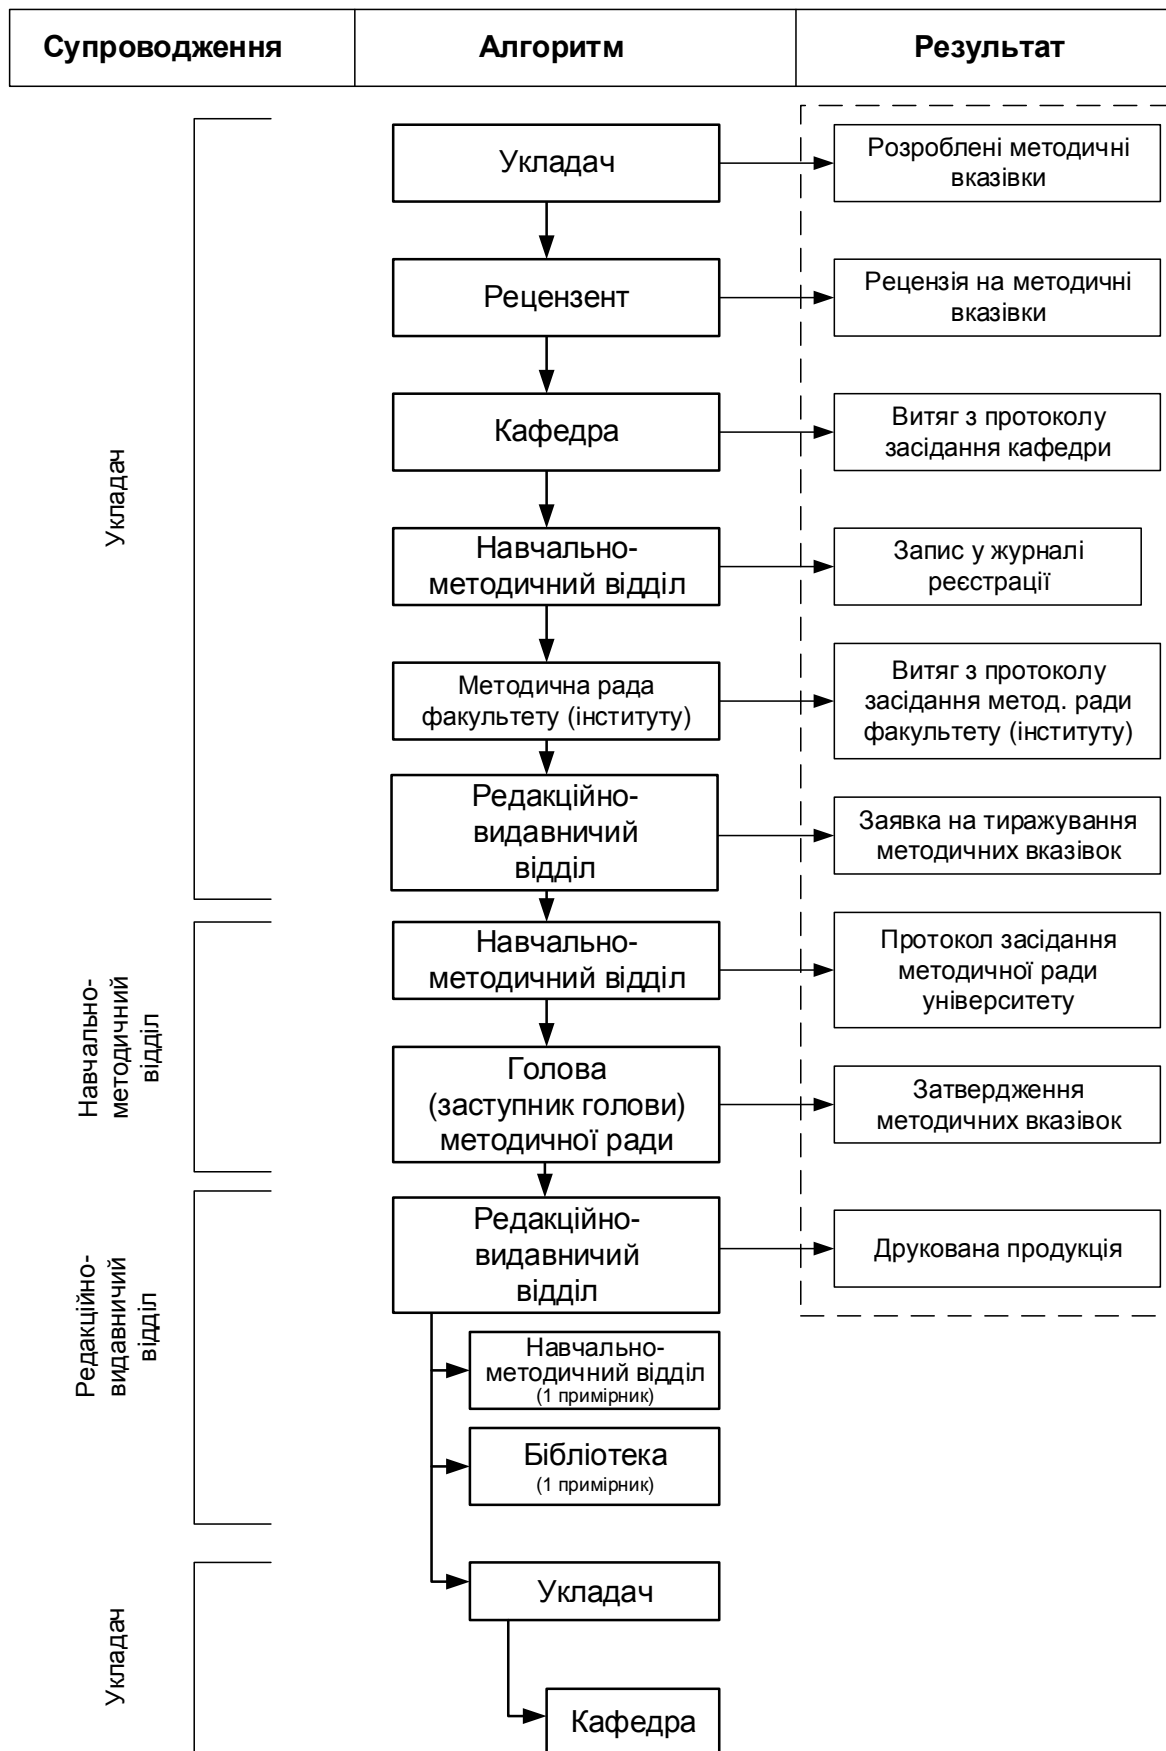 Супроводження
Алгоритм
Результат
Укладач
Розроблені методичні
вказівки
Рецензент
Рецензія на методичні
вказівки
Кафедра
Витяг з протоколу
засідання кафедри
Укладач
Навчально-
методичний відділ
Запис у журналі
реєстрації
Методична рада
факультету (інституту)
Витяг з протоколу
засідання метод. ради
факультету (інституту)
Редакційно-
видавничий
відділ
Заявка на тиражування
методичних вказівок
Навчально-
методичний
відділ
Навчально-
методичний відділ
Протокол засідання
методичної ради
університету
Голова
(заступник голови)
методичної ради
Затвердження
методичних вказівок
Редакційно-
видавничий
відділ
Редакційно-
видавничий
відділ
Друкована продукція
Навчально-
методичний відділ
(1 примірник)
Бібліотека
(1 примірник)
Укладач
Укладач
Кафедра